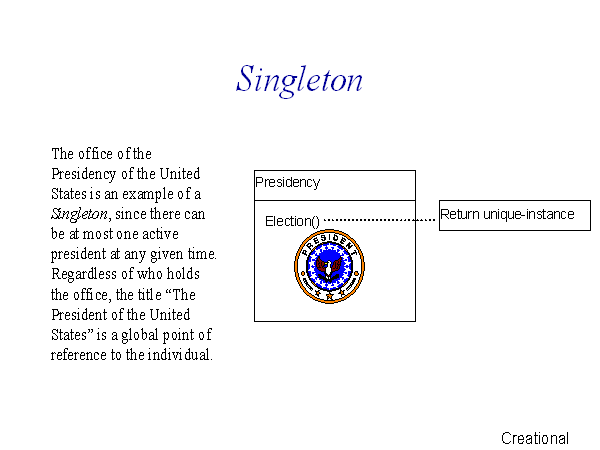 Singleton
The office of the
Presidency of the United
States is an example of a
Singleton, since there can
be at most one active
president at any given time.
Regardless of who holds
the office, the title “The
President of the United
States” is a global point of
reference to the individual.
Presidency
Election()
Return unique-instance
PRESIDENT
Creational